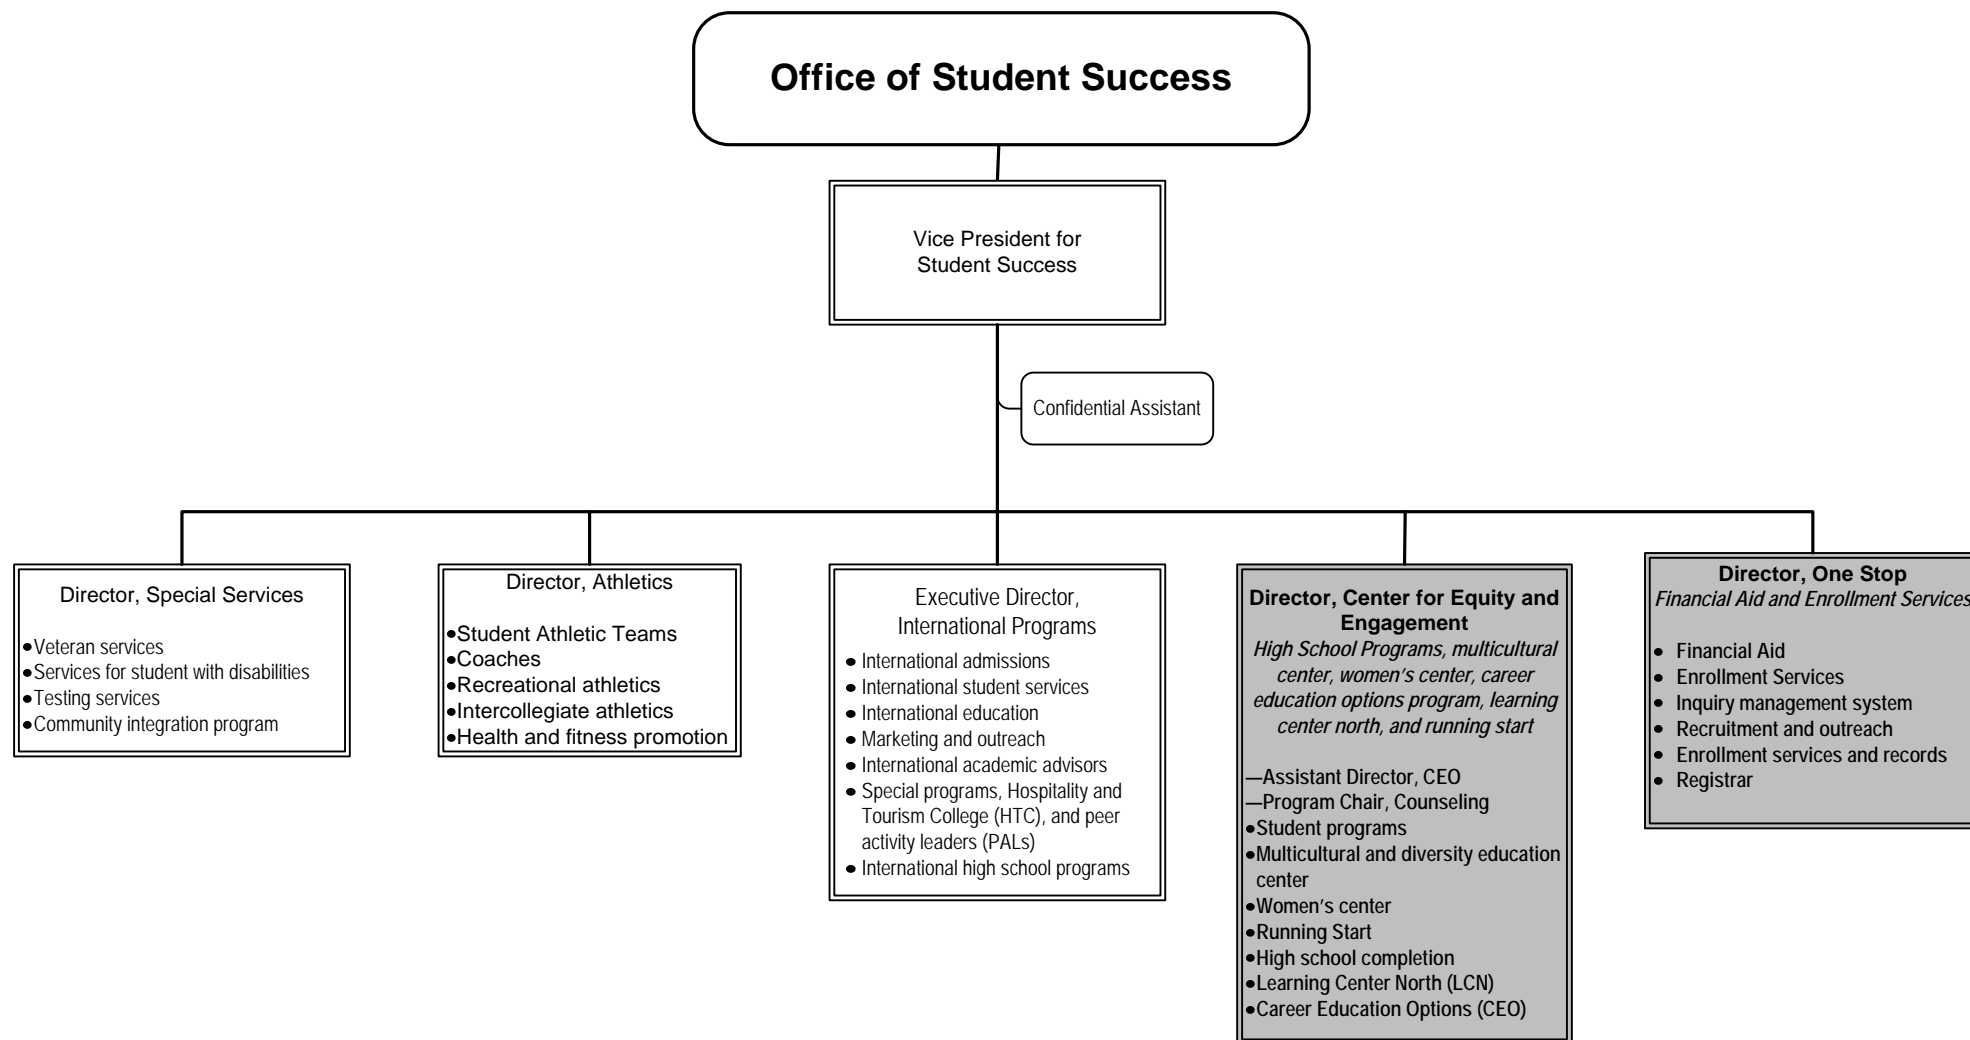 Office of Student Success
Vice President for
Student Success
Confidential Assistant
Director, Special Services
●Veteran services
●Services for student with disabilities
●Testing services
●Community integration program
Director, Athletics
●Student Athletic Teams
●Coaches
●Recreational athletics
●Intercollegiate athletics
●Health and fitness promotion
Executive Director,
International Programs
● International admissions
● International student services
● International education
● Marketing and outreach
● International academic advisors
● Special programs, Hospitality and
Tourism College (HTC), and peer
activity leaders (PALs)
● International high school programs
Director, Center for Equity and
Engagement
High School Programs, multicultural
center, women’s center, career
education options program, learning
center north, and running start
—Assistant Director, CEO
—Program Chair, Counseling
●Student programs
●Multicultural and diversity education
center
●Women’s center
●Running Start
●High school completion
●Learning Center North (LCN)
●Career Education Options (CEO)
Director, One Stop
Financial Aid and Enrollment Services
● Financial Aid
● Enrollment Services
● Inquiry management system
● Recruitment and outreach
● Enrollment services and records
● Registrar